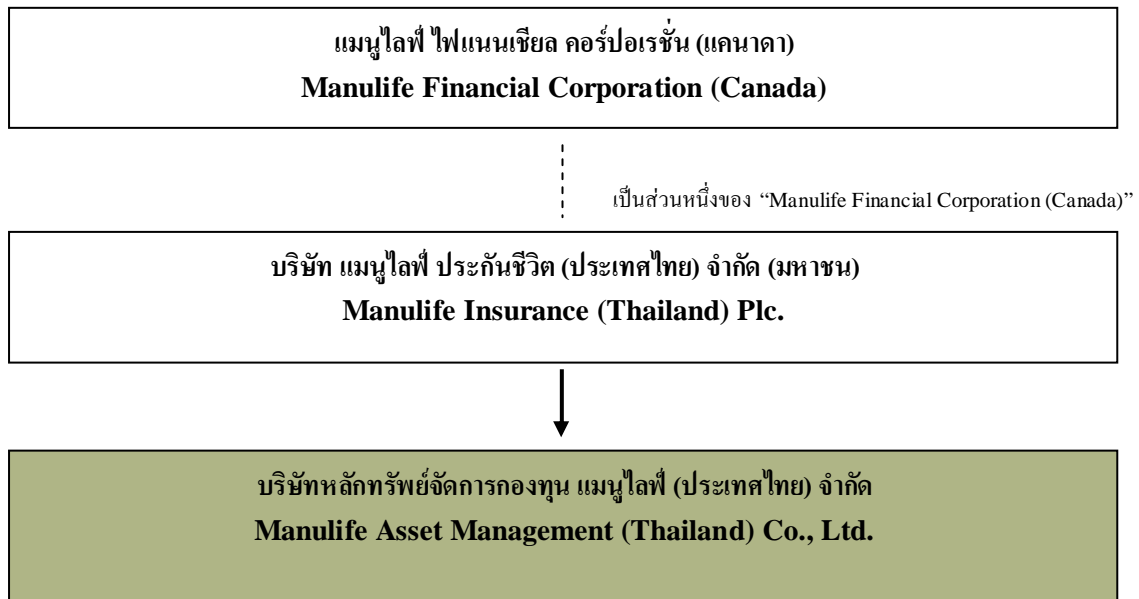 แมนูไลฟ์ ไฟแนนเชียล คอร์ปอเรชั่น (แคนาดา)
Manulife Financial Corporation (Canada)
เป็นส่วนหนึ่งของ “Manulife Financial Corporation (Canada)”
บริษัท แมนูไลฟ์ ประกันชีวิต (ประเทศไทย) จำกัด (มหาชน)
Manulife Insurance (Thailand) Plc.
บริษัทหลักทรัพย์จัดการกองทุน แมนูไลฟ์ (ประเทศไทย) จำกัด
Manulife Asset Management (Thailand) Co., Ltd.